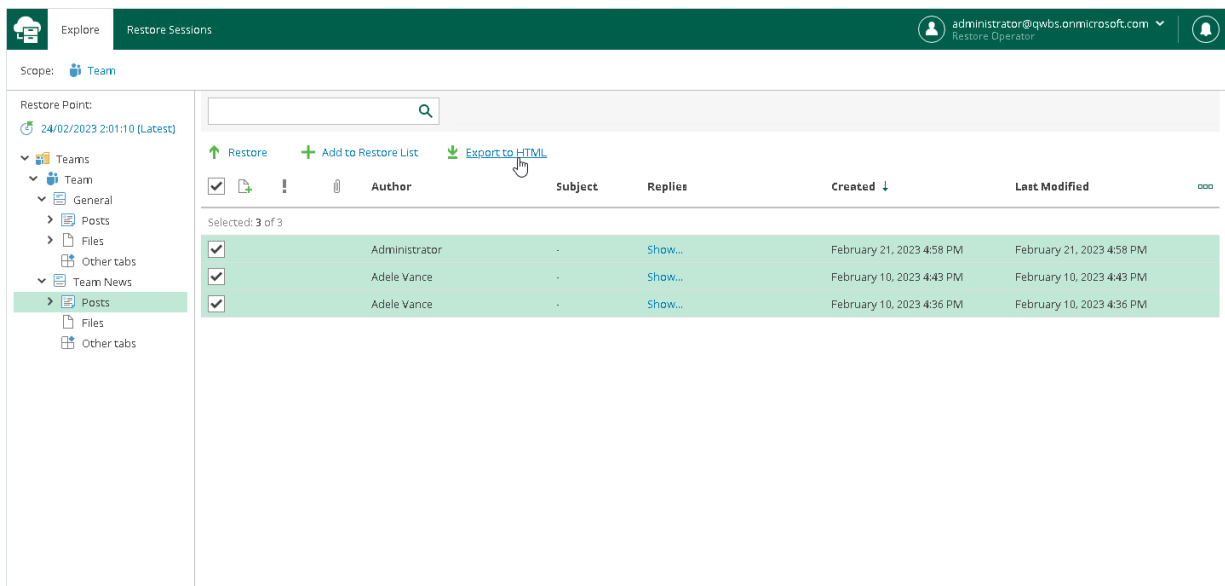 Explore Restore Sessions administrator@qwbs.onmicrosoft.com
Restore Operator
Scope: Team
Restore Point:
24/02/2023 2:01:10 (Latest)
Teams
Team
General
Posts
Files
Other tabs
Team News
Posts
Files
Other tabs
Restore Add to Restore List Export to HTML
! Author Subject Replies Created ↓ Last Modified
Selected: 3 of 3
Administrator - Show... February 21, 2023 4:58 PM February 21, 2023 4:58 PM
Adele Vance - Show... February 10, 2023 4:43 PM February 10, 2023 4:43 PM
Adele Vance - Show... February 10, 2023 4:36 PM February 10, 2023 4:36 PM